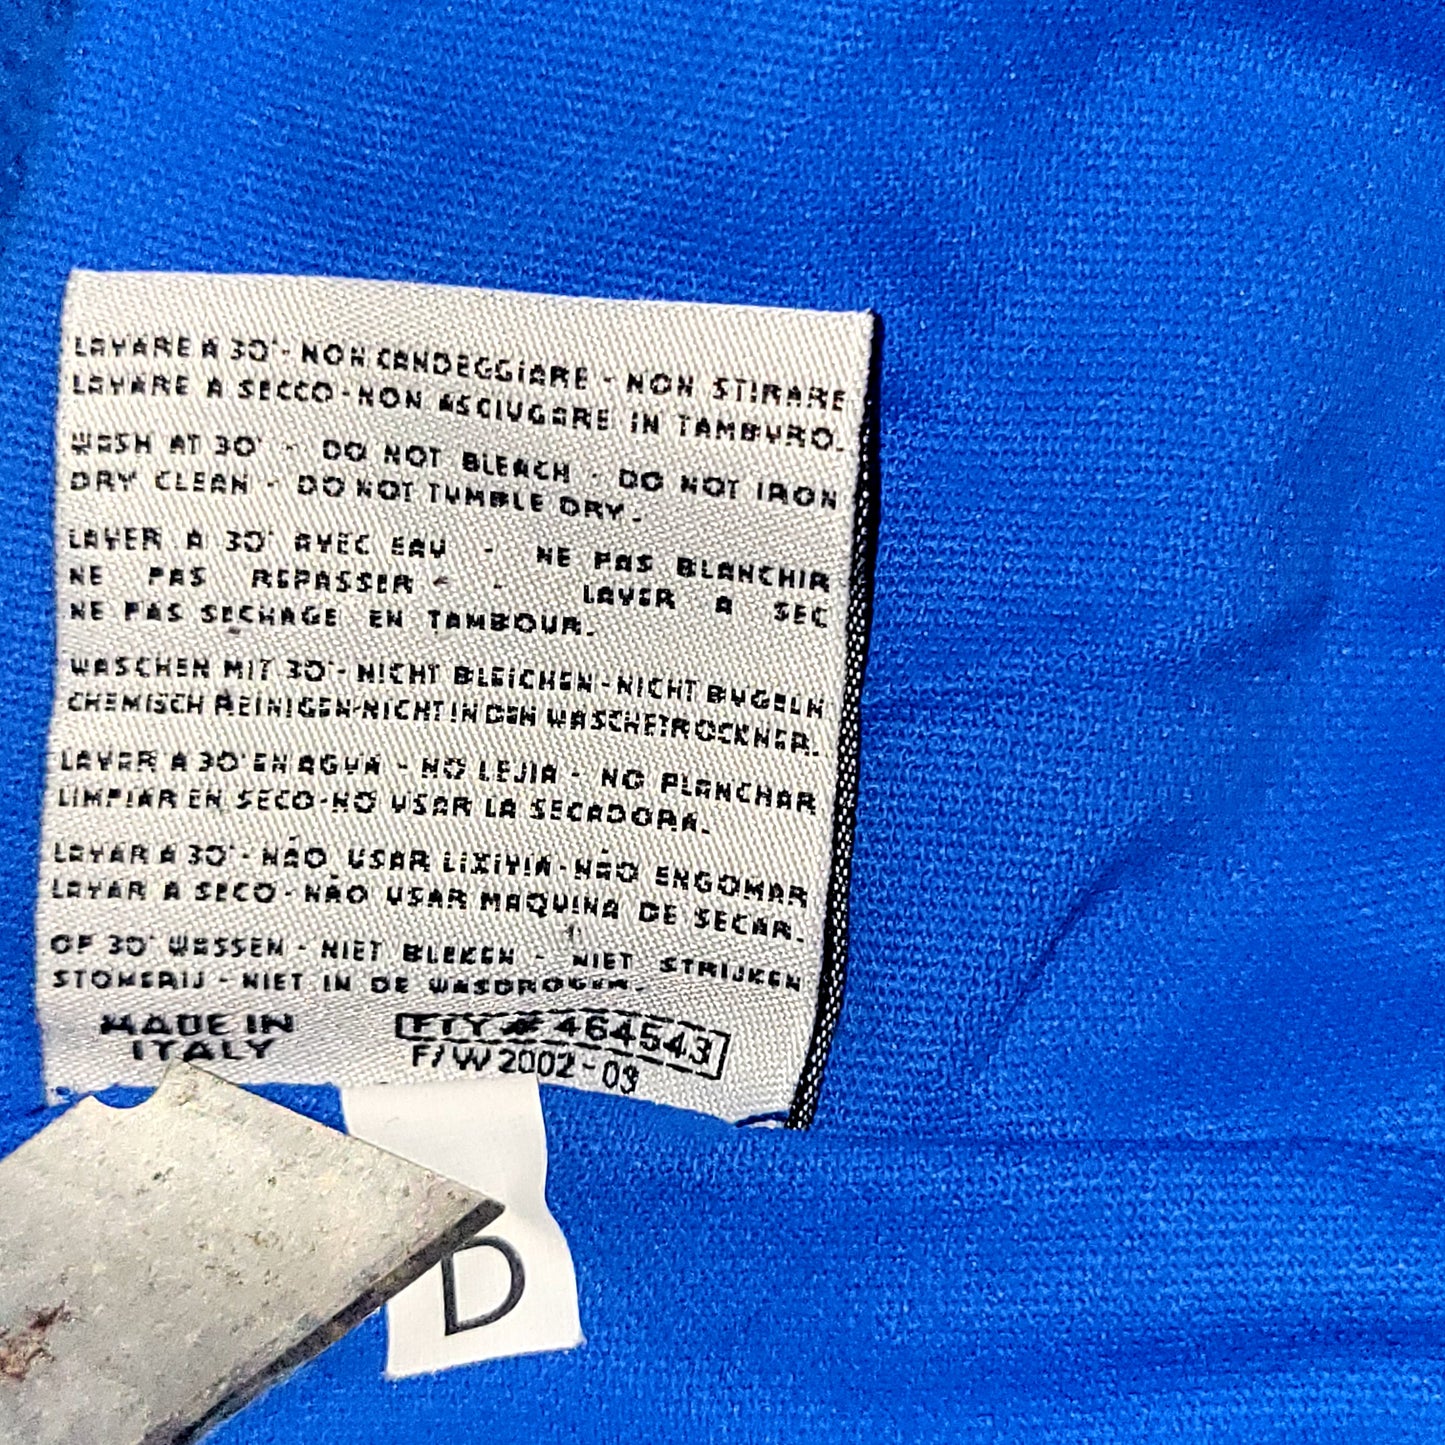 LAVARE A 30° - NON CANDEGGIARE - NON STIRARE
LAVARE A SECCO - NON ASCIUGARE IN TAMBURO.
WASH AT 30° - DO NOT BLEACH - DO NOT IRON
DRY CLEAN - DO NOT TUMBLE DRY.
LAVER A 30° AVEC EAU - NE PAS BLANCHIR
NE PAS REPASSER - LAVER A SEC
NE PAS SECHAGE EN TAMBOUR.
WASCHEN MIT 30° - NICHT BLEICHEN - NICHT BUGELN
CHEMISCH REINIGEN-NICHT IN DEN WASCHETROCKNER.
LAVAR A 30° EN AGUA - NO LEJIA - NO PLANCHAR
LIMPIAR EN SECO-NO USAR LA SECADORA.
LAVAR A 30° - NÃO USAR LIXIVIA - NÃO ENGOMAR
LAVAR A SECO - NÃO USAR MAQUINA DE SECAR.
OP 30° WASSEN - NIET BLEKEN - NIET STRIJKEN
STOMERIJ - NIET IN DE WASDROGER.
MADE IN
ITALY
FTY # 464543
F/W 2002-03
D